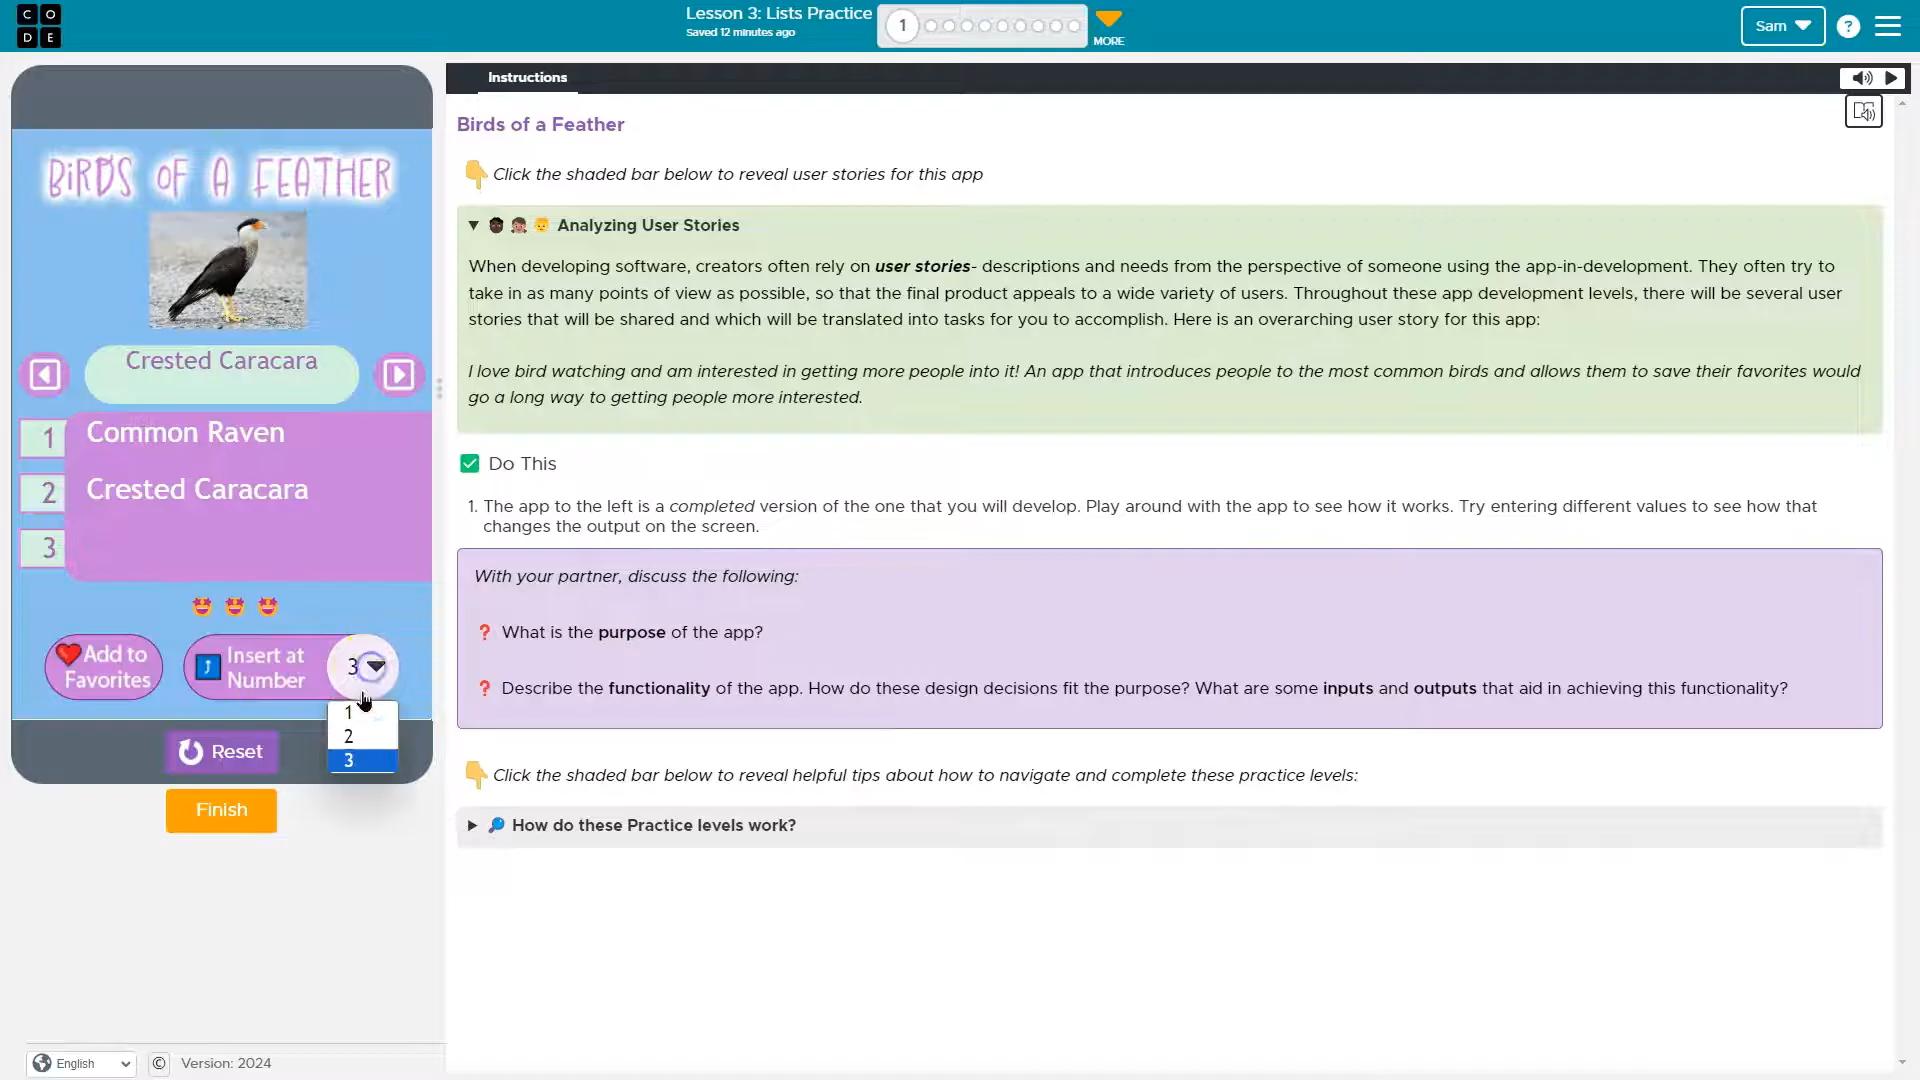 C O
D E
Lesson 3: Lists Practice
Saved 12 minutes ago
1
MORE
Sam
?
Instructions
BiRDS OF A FEATHER
Crested Caracara
1 Common Raven
2 Crested Caracara
3
Add to
Favorites
Insert at
Number
3
1
2
3
Reset
Finish
Birds of a Feather
Click the shaded bar below to reveal user stories for this app
Analyzing User Stories
When developing software, creators often rely on user stories- descriptions and needs from the perspective of someone using the app-in-development. They often try to
take in as many points of view as possible, so that the final product appeals to a wide variety of users. Throughout these app development levels, there will be several user
stories that will be shared and which will be translated into tasks for you to accomplish. Here is an overarching user story for this app:
I love bird watching and am interested in getting more people into it! An app that introduces people to the most common birds and allows them to save their favorites would
go a long way to getting people more interested.
Do This
1. The app to the left is a completed version of the one that you will develop. Play around with the app to see how it works. Try entering different values to see how that
changes the output on the screen.
With your partner, discuss the following:
❓ What is the purpose of the app?
❓ Describe the functionality of the app. How do these design decisions fit the purpose? What are some inputs and outputs that aid in achieving this functionality?
Click the shaded bar below to reveal helpful tips about how to navigate and complete these practice levels:
How do these Practice levels work?
English
© Version: 2024